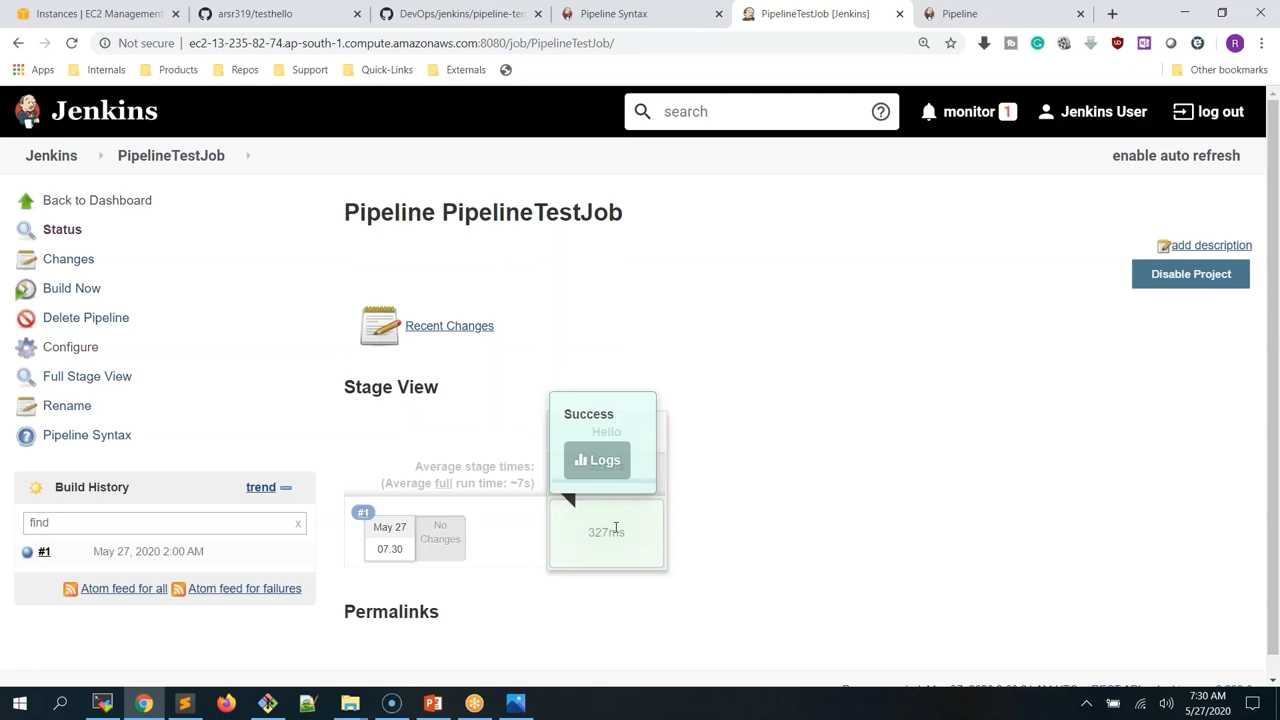 Instances | EC2 Management
arsr319/testhello
DevOps/jenkins/pipeline-ten
Pipeline Syntax
PipelineTestJob [Jenkins]
Pipeline
Not secure | ec2-13-235-82-74.ap-south-1.compute.amazonaws.com:8080/job/PipelineTestJob/
Apps Internals Products Repos Support Quick-Links Externals Other bookmarks
Jenkins
search
monitor 1 Jenkins User log out
Jenkins PipelineTestJob
enable auto refresh
Back to Dashboard
Status
Changes
Build Now
Delete Pipeline
Configure
Full Stage View
Rename
Pipeline Syntax
Build History trend
find x
#1 May 27, 2020 2:00 AM
Atom feed for all Atom feed for failures
Pipeline PipelineTestJob
add description
Disable Project
Recent Changes
Stage View
Success
Hello
Logs
Average stage times:
(Average full run time: ~7s)
#1
May 27
07:30
No
Changes
327ms
Permalinks
7:30 AM
5/27/2020